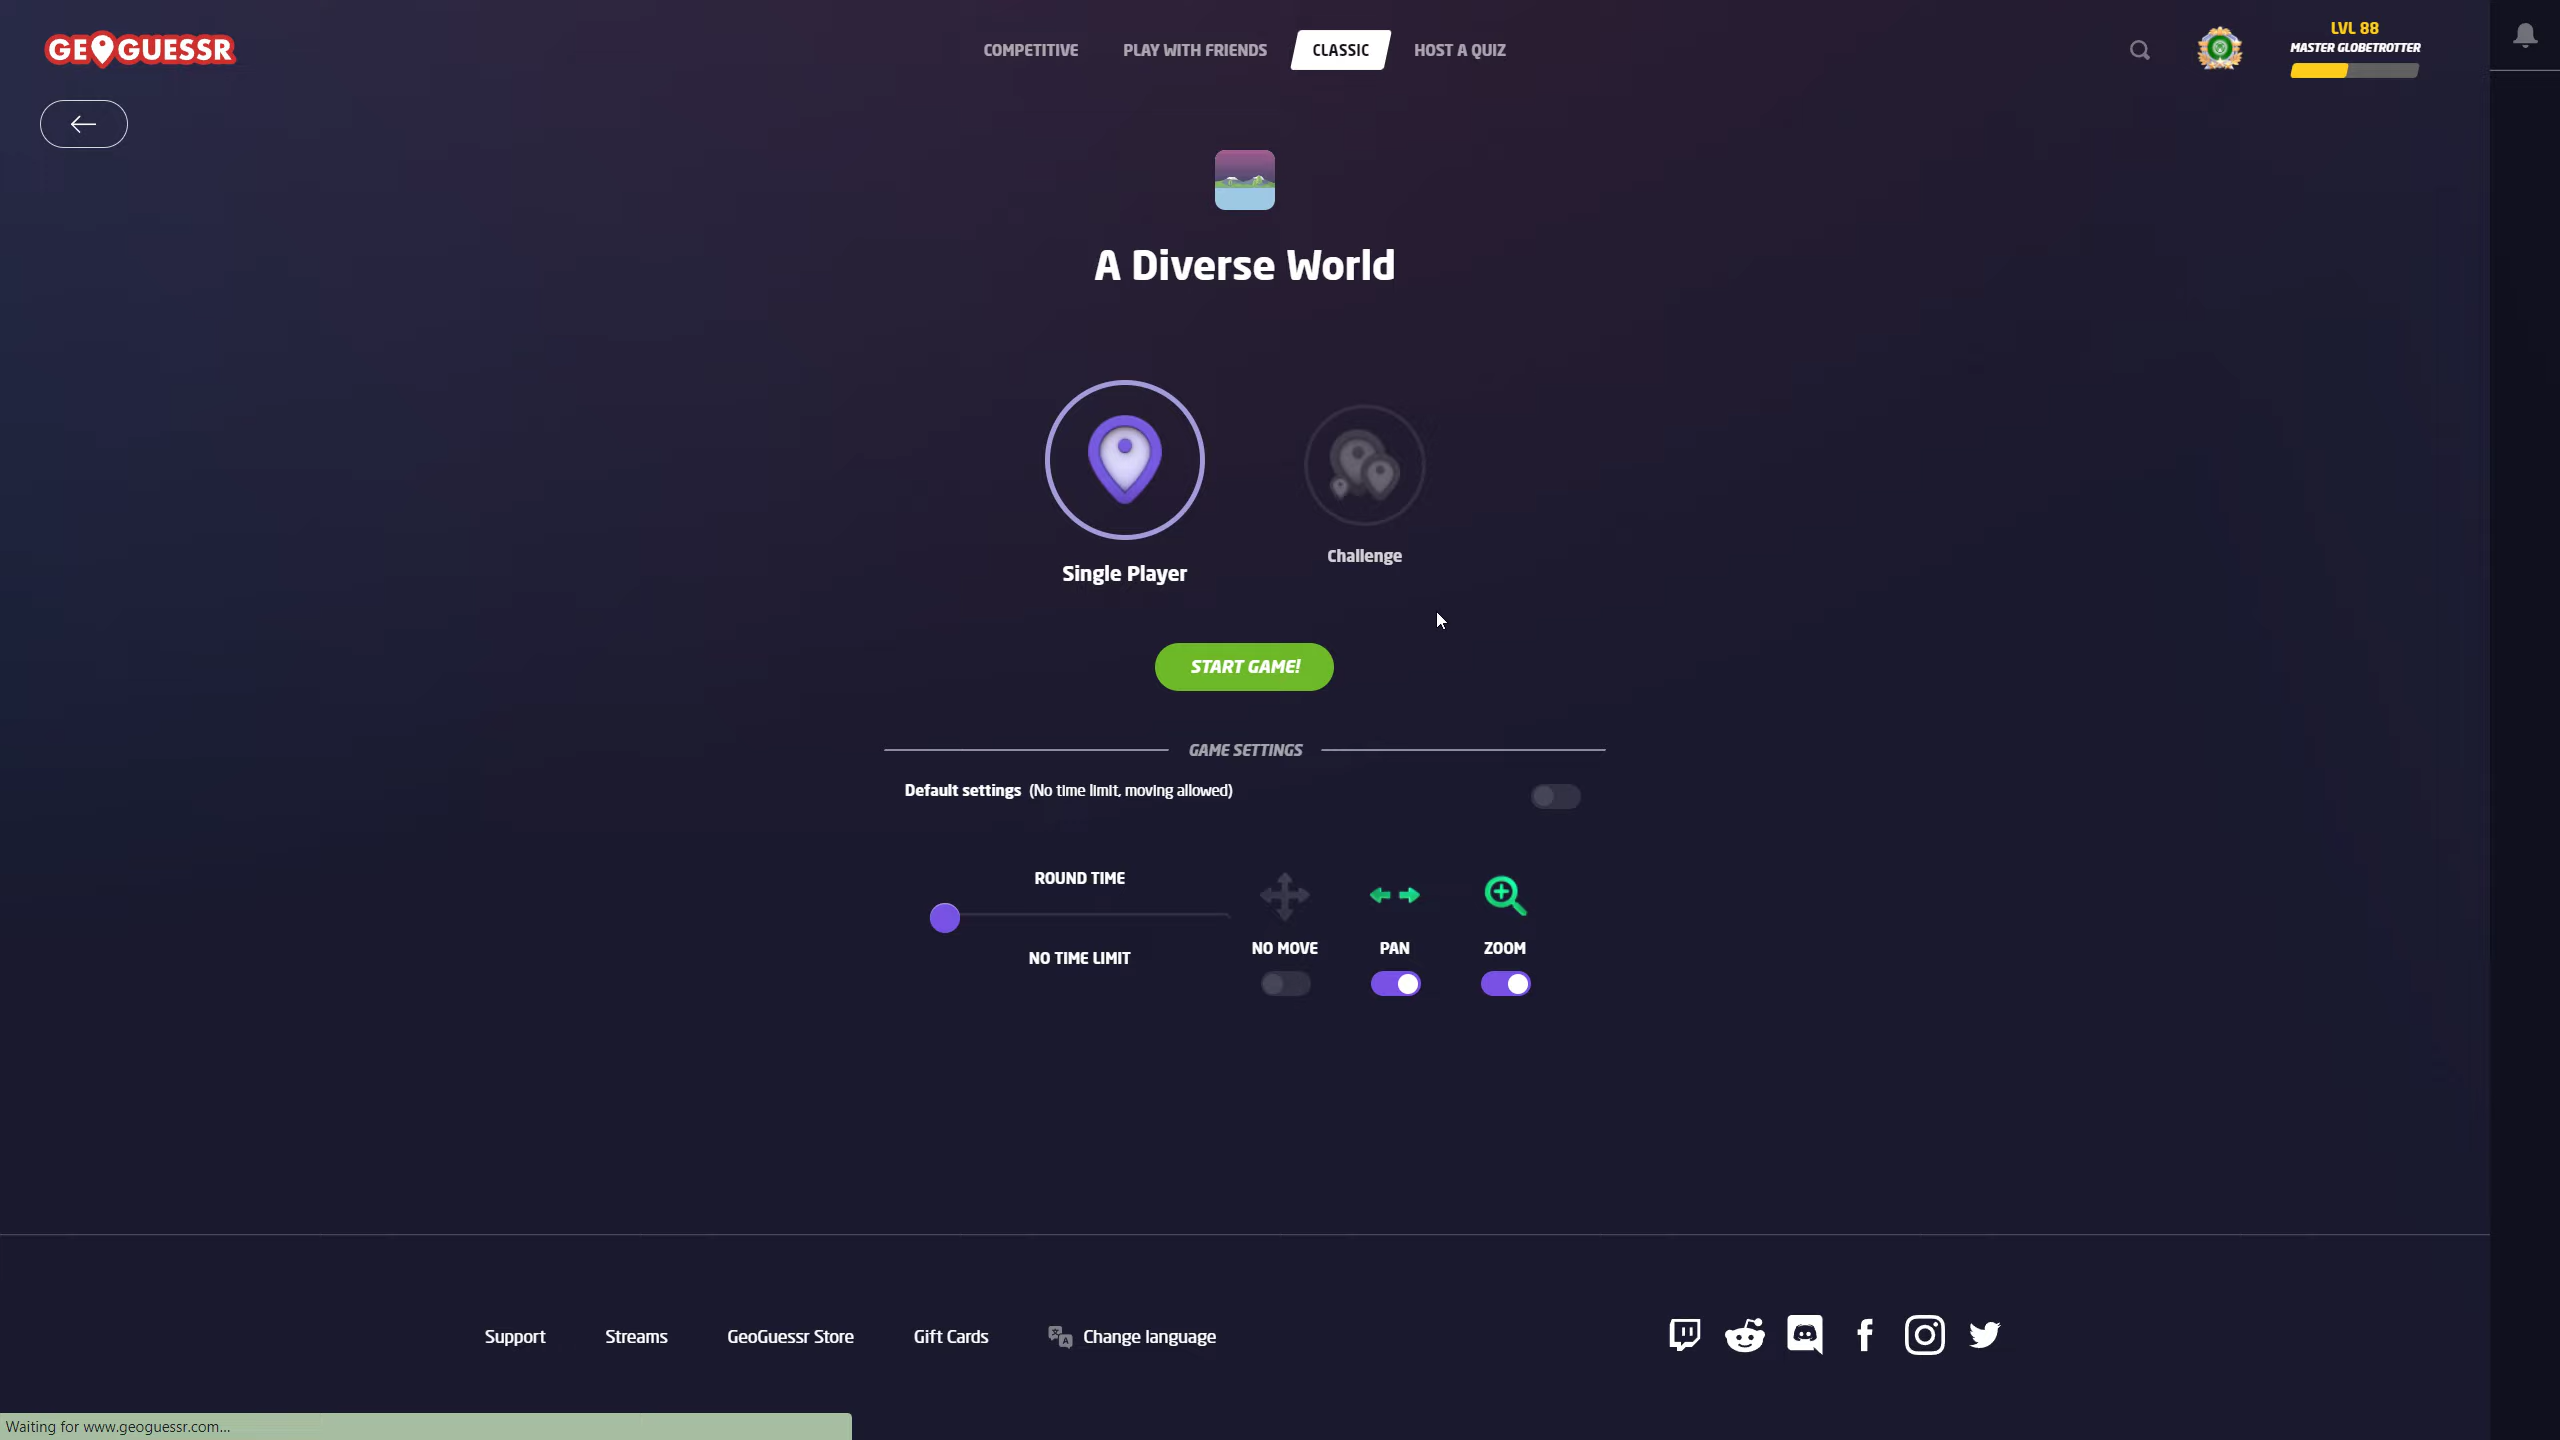 GEOGUESSR
COMPETITIVE
PLAY WITH FRIENDS
CLASSIC
HOST A QUIZ
LVL 88
MASTER GLOBETROTTER
A Diverse World
Single Player
Challenge
START GAME!
GAME SETTINGS
Default settings (No time limit, moving allowed)
ROUND TIME
NO TIME LIMIT
NO MOVE
PAN
ZOOM
Support
Streams
GeoGuessr Store
Gift Cards
Change language
Waiting for www.geoguessr.com...